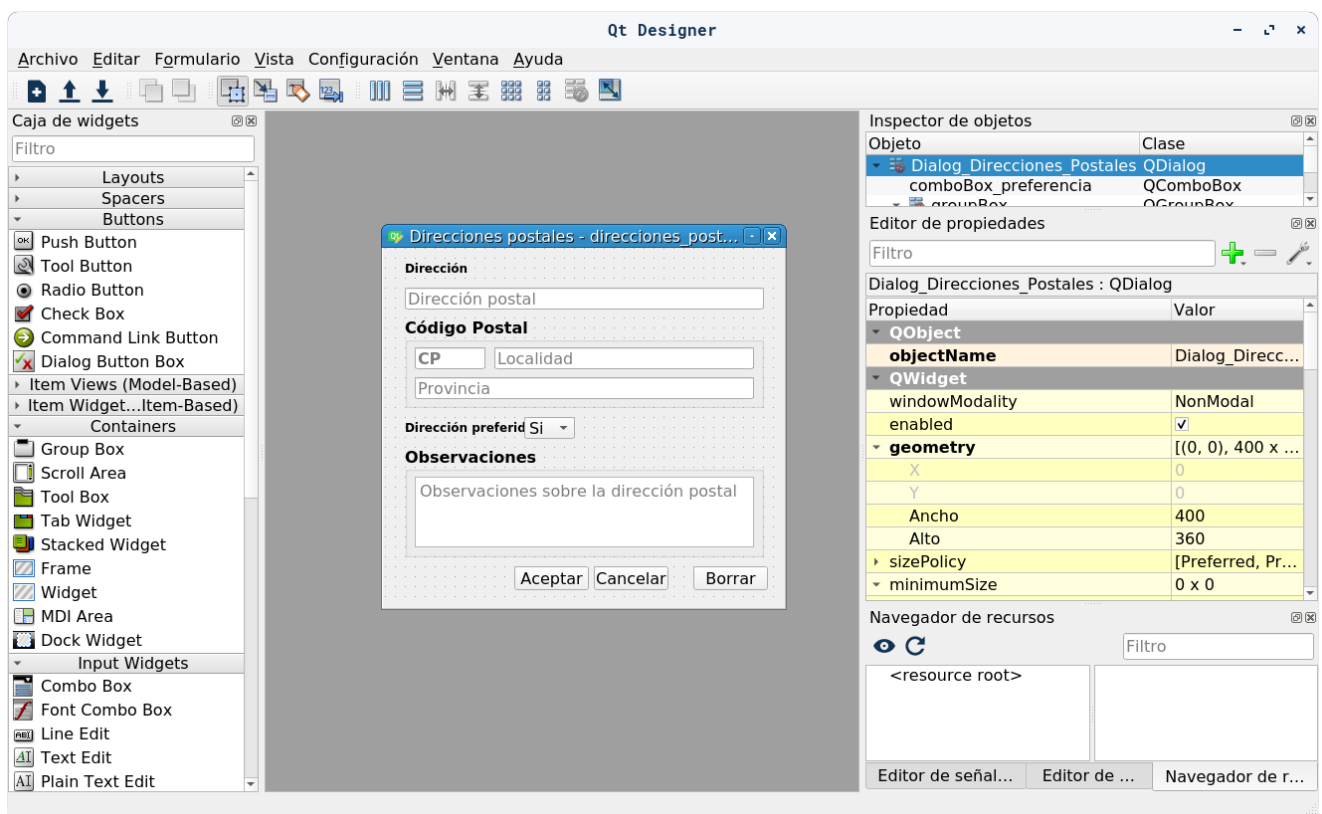 Qt Designer
Archivo Editar Formulario Vista Configuración Ventana Ayuda
Caja de widgets
Filtro
Layouts
Spacers
Buttons
Push Button
Tool Button
Radio Button
Check Box
Command Link Button
Dialog Button Box
Item Views (Model-Based)
Item Widget...Item-Based)
Containers
Group Box
Scroll Area
Tool Box
Tab Widget
Stacked Widget
Frame
Widget
MDI Area
Dock Widget
Input Widgets
Combo Box
Font Combo Box
Line Edit
Text Edit
Plain Text Edit
Direcciones postales - direcciones_post...
Dirección
Dirección postal
Código Postal
CP Localidad
Provincia
Dirección preferid Si
Observaciones
Observaciones sobre la dirección postal
Aceptar Cancelar Borrar
Inspector de objetos
Objeto Clase
Dialog_Direcciones_Postales QDialog
comboBox_preferencia QComboBox
groupBox QGroupBox
Editor de propiedades
Filtro
Dialog_Direcciones_Postales : QDialog
Propiedad Valor
QObject
objectName Dialog_Direcc...
QWidget
windowModality NonModal
enabled
geometry [(0, 0), 400 x ...
X 0
Y 0
Ancho 400
Alto 360
sizePolicy [Preferred, Pr...
minimumSize 0 x 0
Navegador de recursos
Filtro
<resource root>
Editor de señal... Editor de ... Navegador de r...